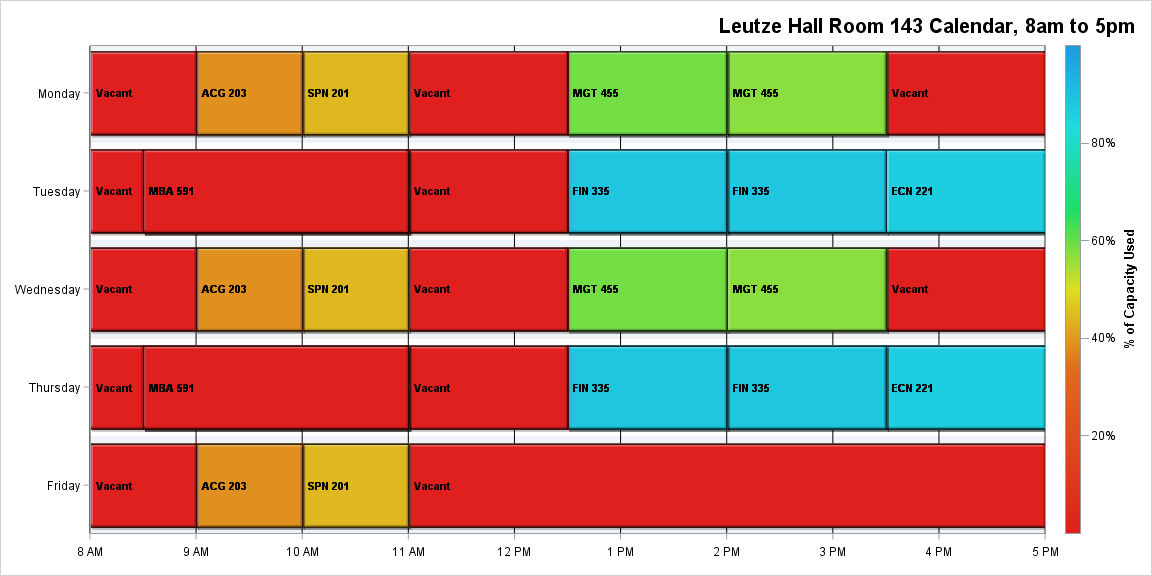 Leutze Hall Room 143 Calendar, 8am to 5pm
Monday
Vacant
ACG 203
SPN 201
Vacant
MGT 455
MGT 455
Vacant
Tuesday
Vacant
MBA 591
Vacant
FIN 335
FIN 335
ECN 221
Wednesday
Vacant
ACG 203
SPN 201
Vacant
MGT 455
MGT 455
Vacant
Thursday
Vacant
MBA 591
Vacant
FIN 335
FIN 335
ECN 221
Friday
Vacant
ACG 203
SPN 201
Vacant
8 AM
9 AM
10 AM
11 AM
12 PM
1 PM
2 PM
3 PM
4 PM
5 PM
80%
60%
40%
20%
% of Capacity Used